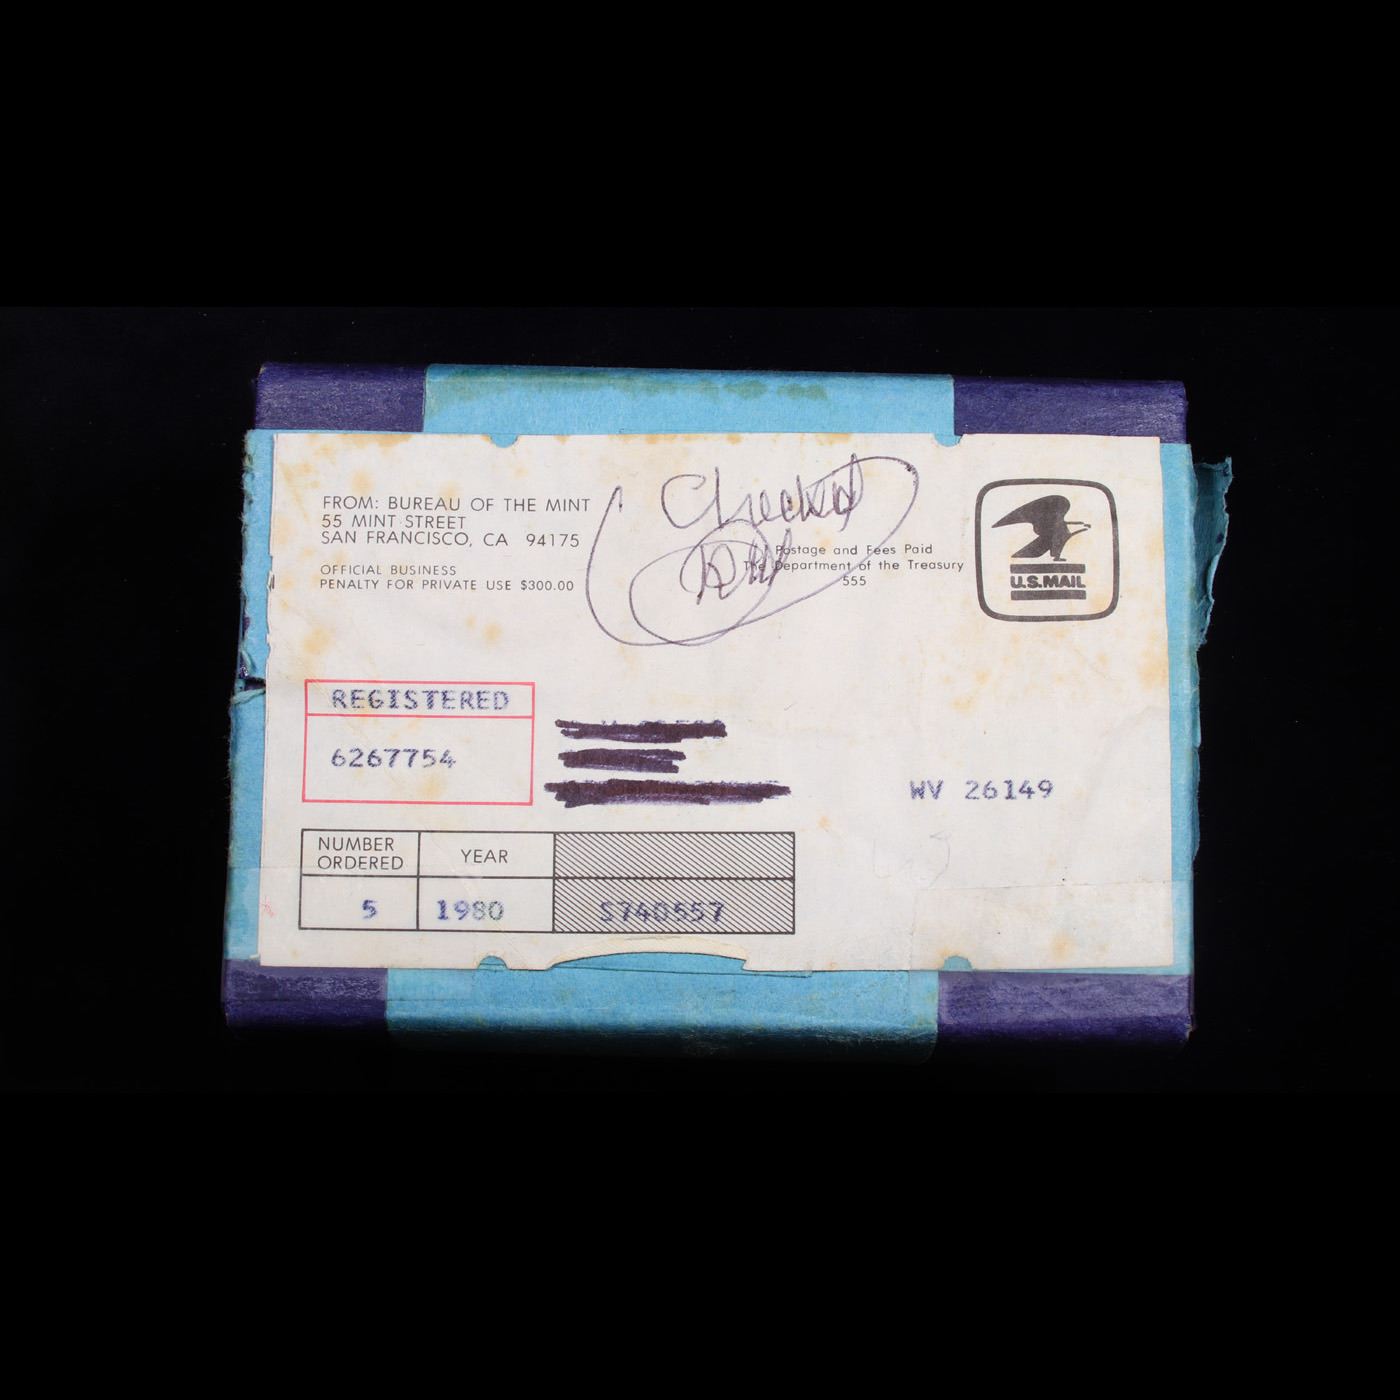 FROM: BUREAU OF THE MINT
55 MINT STREET
SAN FRANCISCO, CA 94175
OFFICIAL BUSINESS
PENALTY FOR PRIVATE USE $300.00
Checked
Postage and Fees Paid
The Department of the Treasury
555
U.S.MAIL
REGISTERED
6267754
WV 26149
NUMBER ORDERED
YEAR
5
1980
S740557